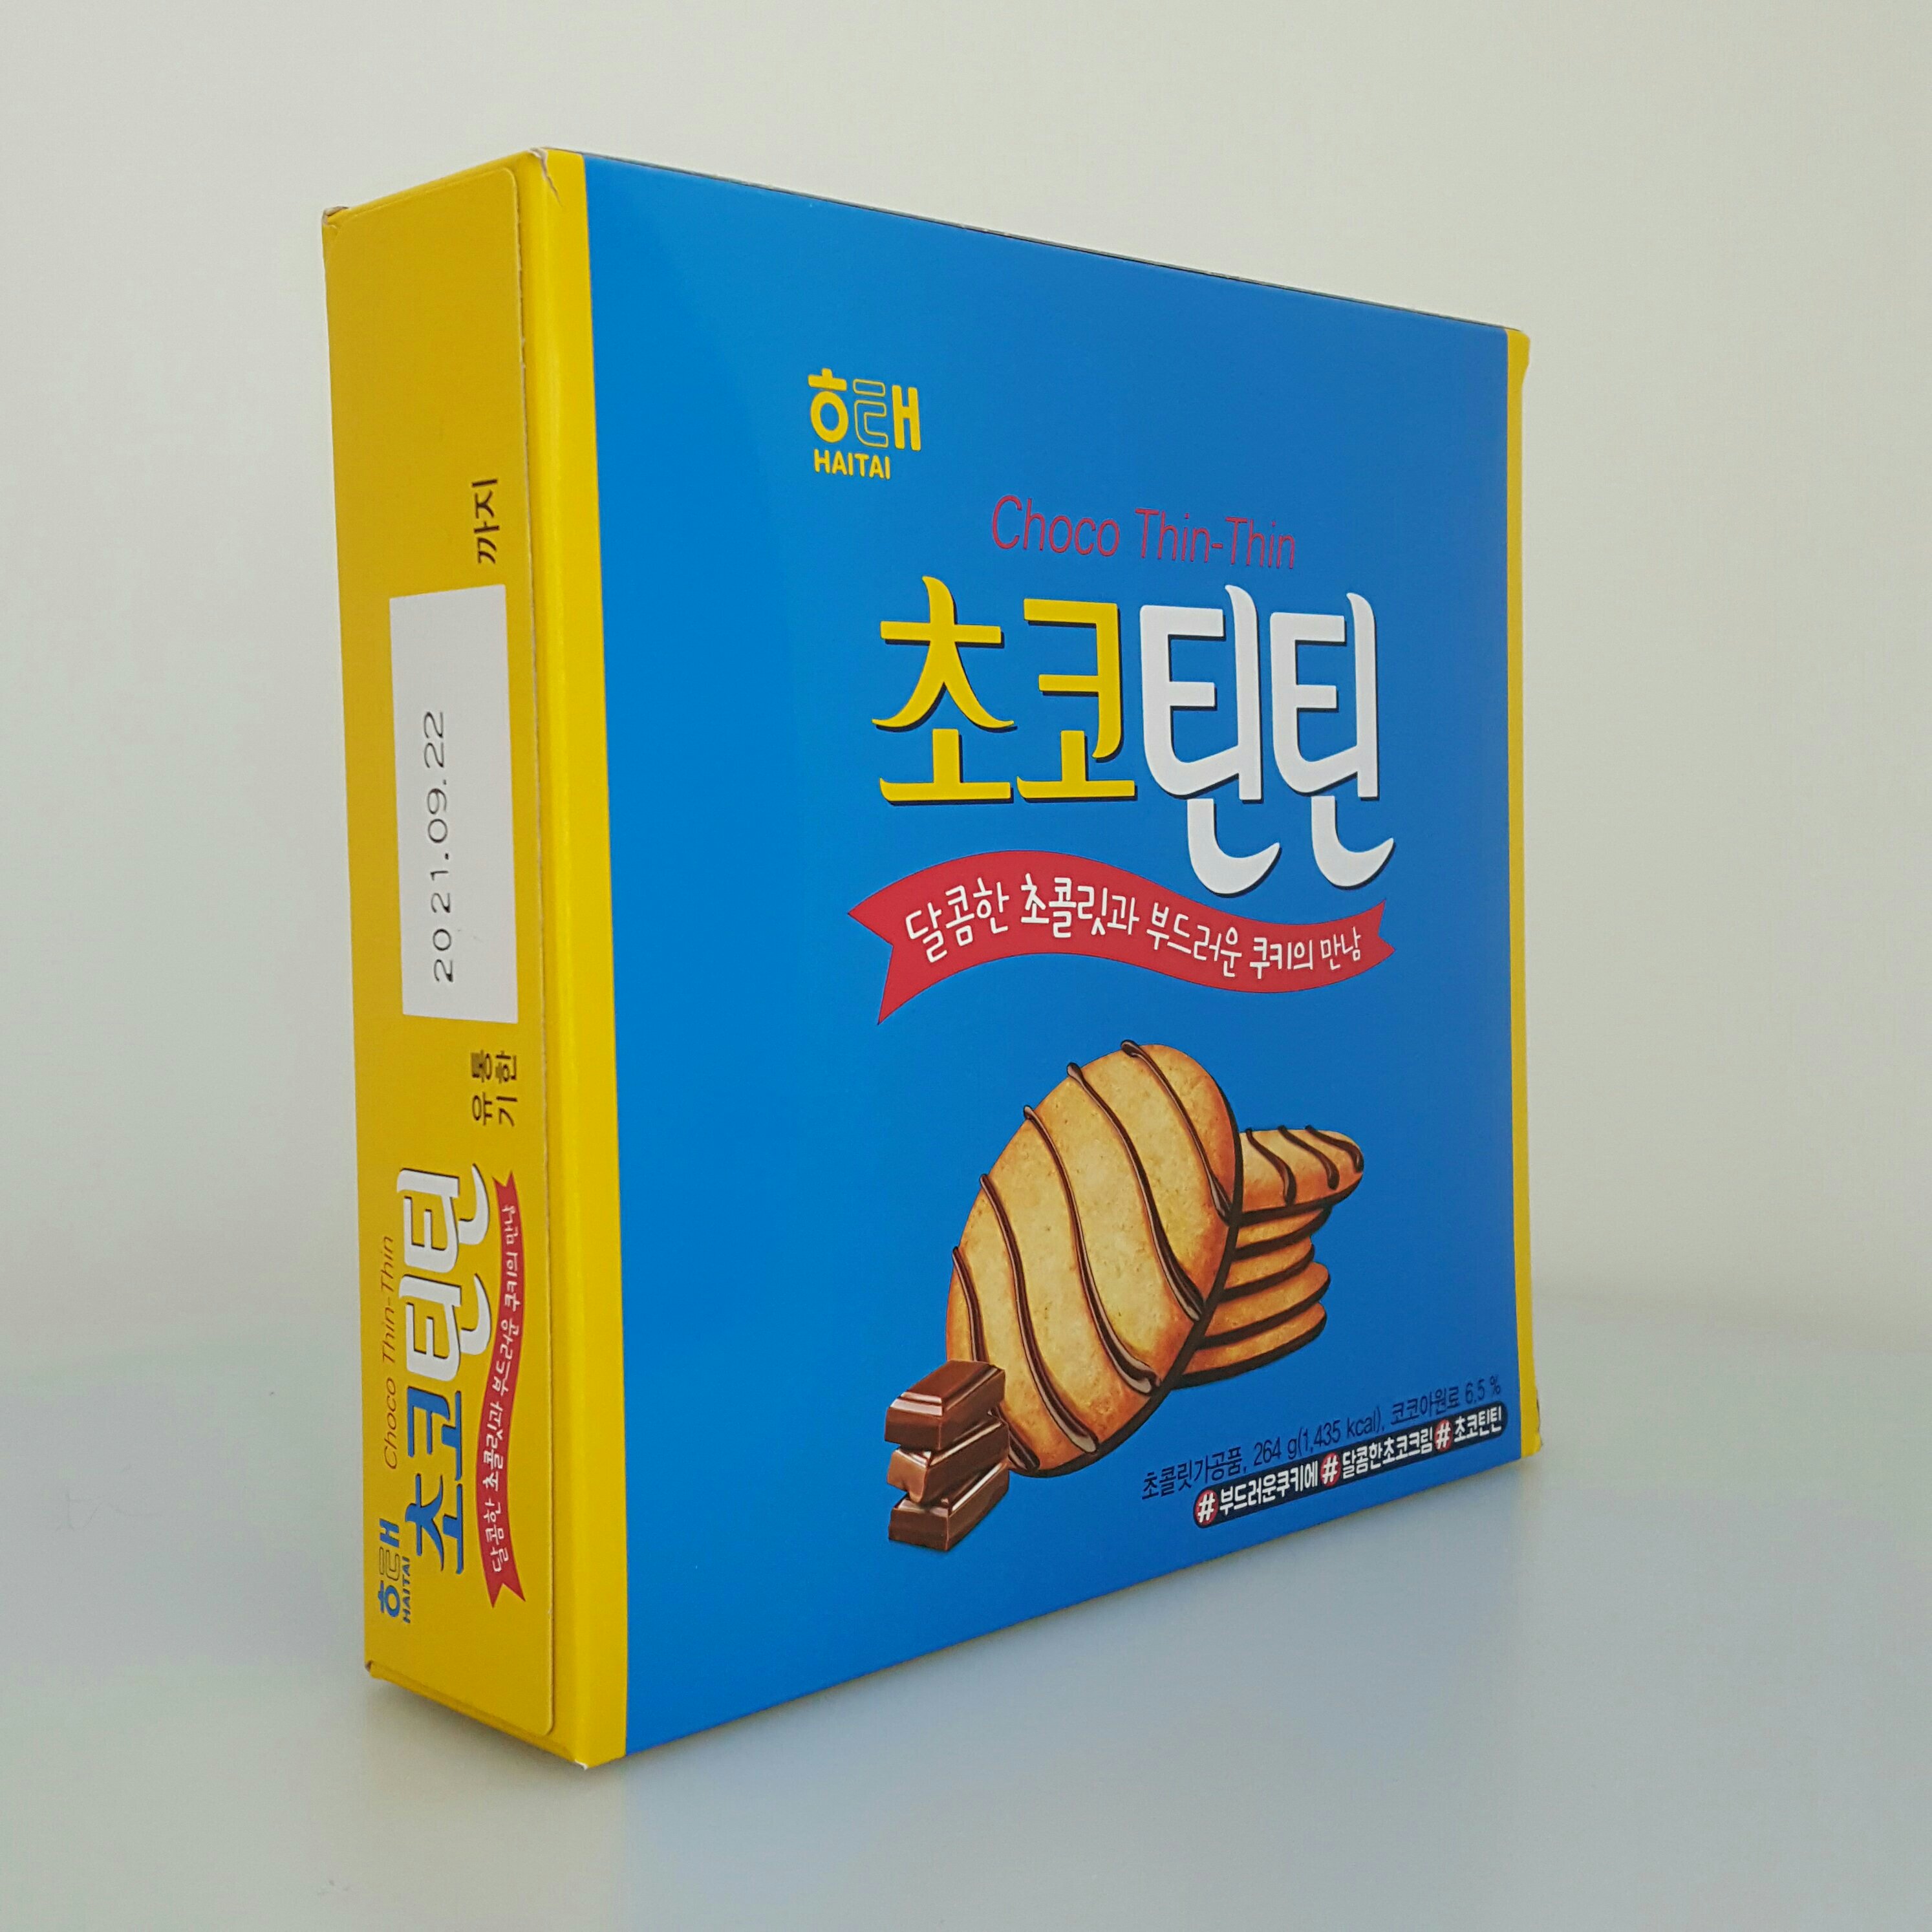 해태
HAITAI
Choco Thin-Thin
초코틴틴
달콤한 초콜릿과 부드러운 쿠키의 만남
초콜릿가공품, 264 g(1,435 kcal), 코코아원료 6.5 %
#부드러운쿠키에 #달콤한초코크림 #초코틴틴
해태
HAITAI
Choco Thin-Thin
초코틴틴
달콤한 초콜릿과 부드러운 쿠키의 만남
유통
기한
2021.09.22
까지